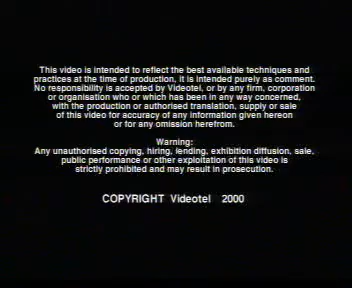 This video is intended to reflect the best available techniques and
practices at the time of production, it is intended purely as comment.
No responsibility is accepted by Videotel, or by any firm, corporation
or organisation who or which has been in any way concerned,
with the production or authorised translation, supply or sale
of this video for accuracy of any information given hereon
or for any omission herefrom.
Warning:
Any unauthorised copying, hiring, lending, exhibition diffusion, sale,
public performance or other exploitation of this video is
strictly prohibited and may result in prosecution.
COPYRIGHT Videotel 2000